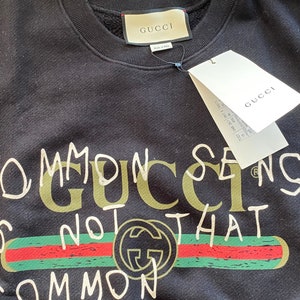 GUCCI
GUCCI
OMMON SENS
GUCCI
®
S NOT THAT
OMMON